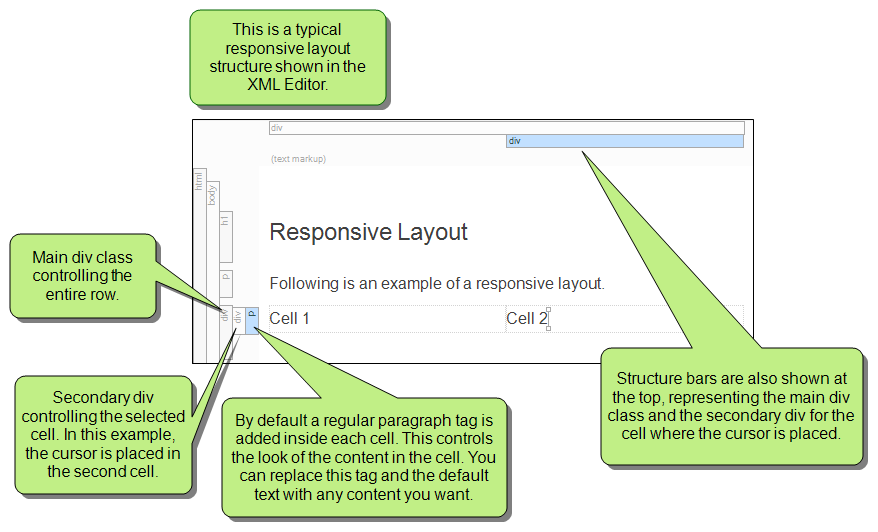 This is a typical
responsive layout
structure shown in the
XML Editor.
div
div
(text markup)
html
body
h1
Responsive Layout
Main div class
controlling the
entire row.
p
Following is an example of a responsive layout.
div
div
p
Cell 1
Cell 2
Secondary div
controlling the selected
cell. In this example,
the cursor is placed in
the second cell.
By default a regular paragraph tag is
added inside each cell. This controls
the look of the content in the cell. You
can replace this tag and the default
text with any content you want.
Structure bars are also shown at
the top, representing the main div
class and the secondary div for the
cell where the cursor is placed.